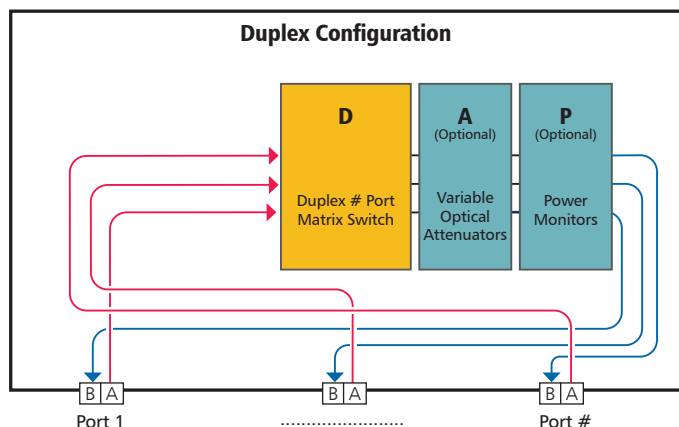 Duplex Configuration
D
Duplex # Port
Matrix Switch
A
(Optional)
Variable
Optical
Attenuators
P
(Optional)
Power
Monitors
B A
B A
B A
Port 1
.......................
Port #